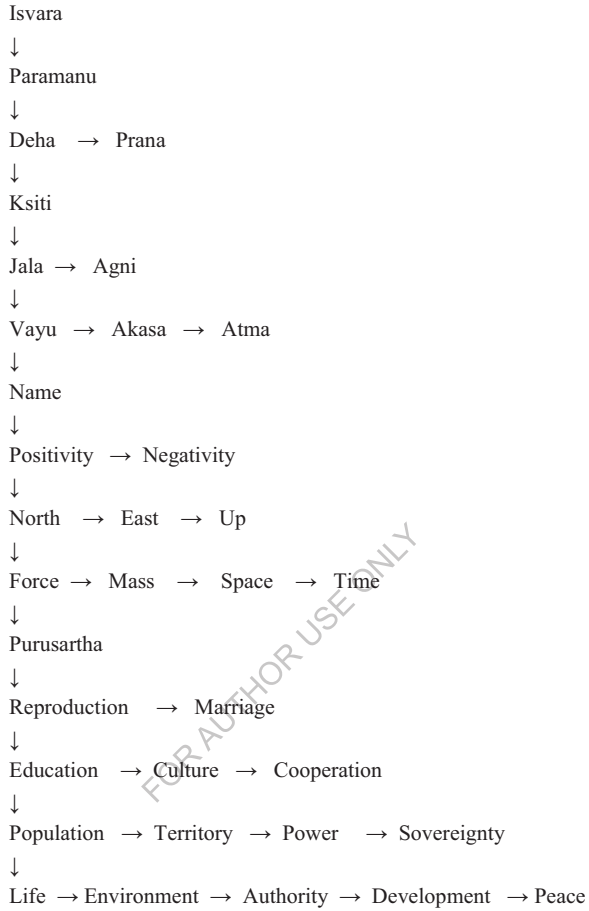 Isvara
↓
Paramanu
↓
Deha → Prana
↓
Ksiti
↓
Jala → Agni
↓
Vayu → Akasa → Atma
↓
Name
↓
Positivity → Negativity
↓
North → East → Up
↓
Force → Mass → Space → Time
↓
Purusartha
↓
Reproduction → Marriage
↓
Education → Culture → Cooperation
↓
Population → Territory → Power → Sovereignty
↓
Life → Environment → Authority → Development → Peace
FOR AUTHOR USE ONLY